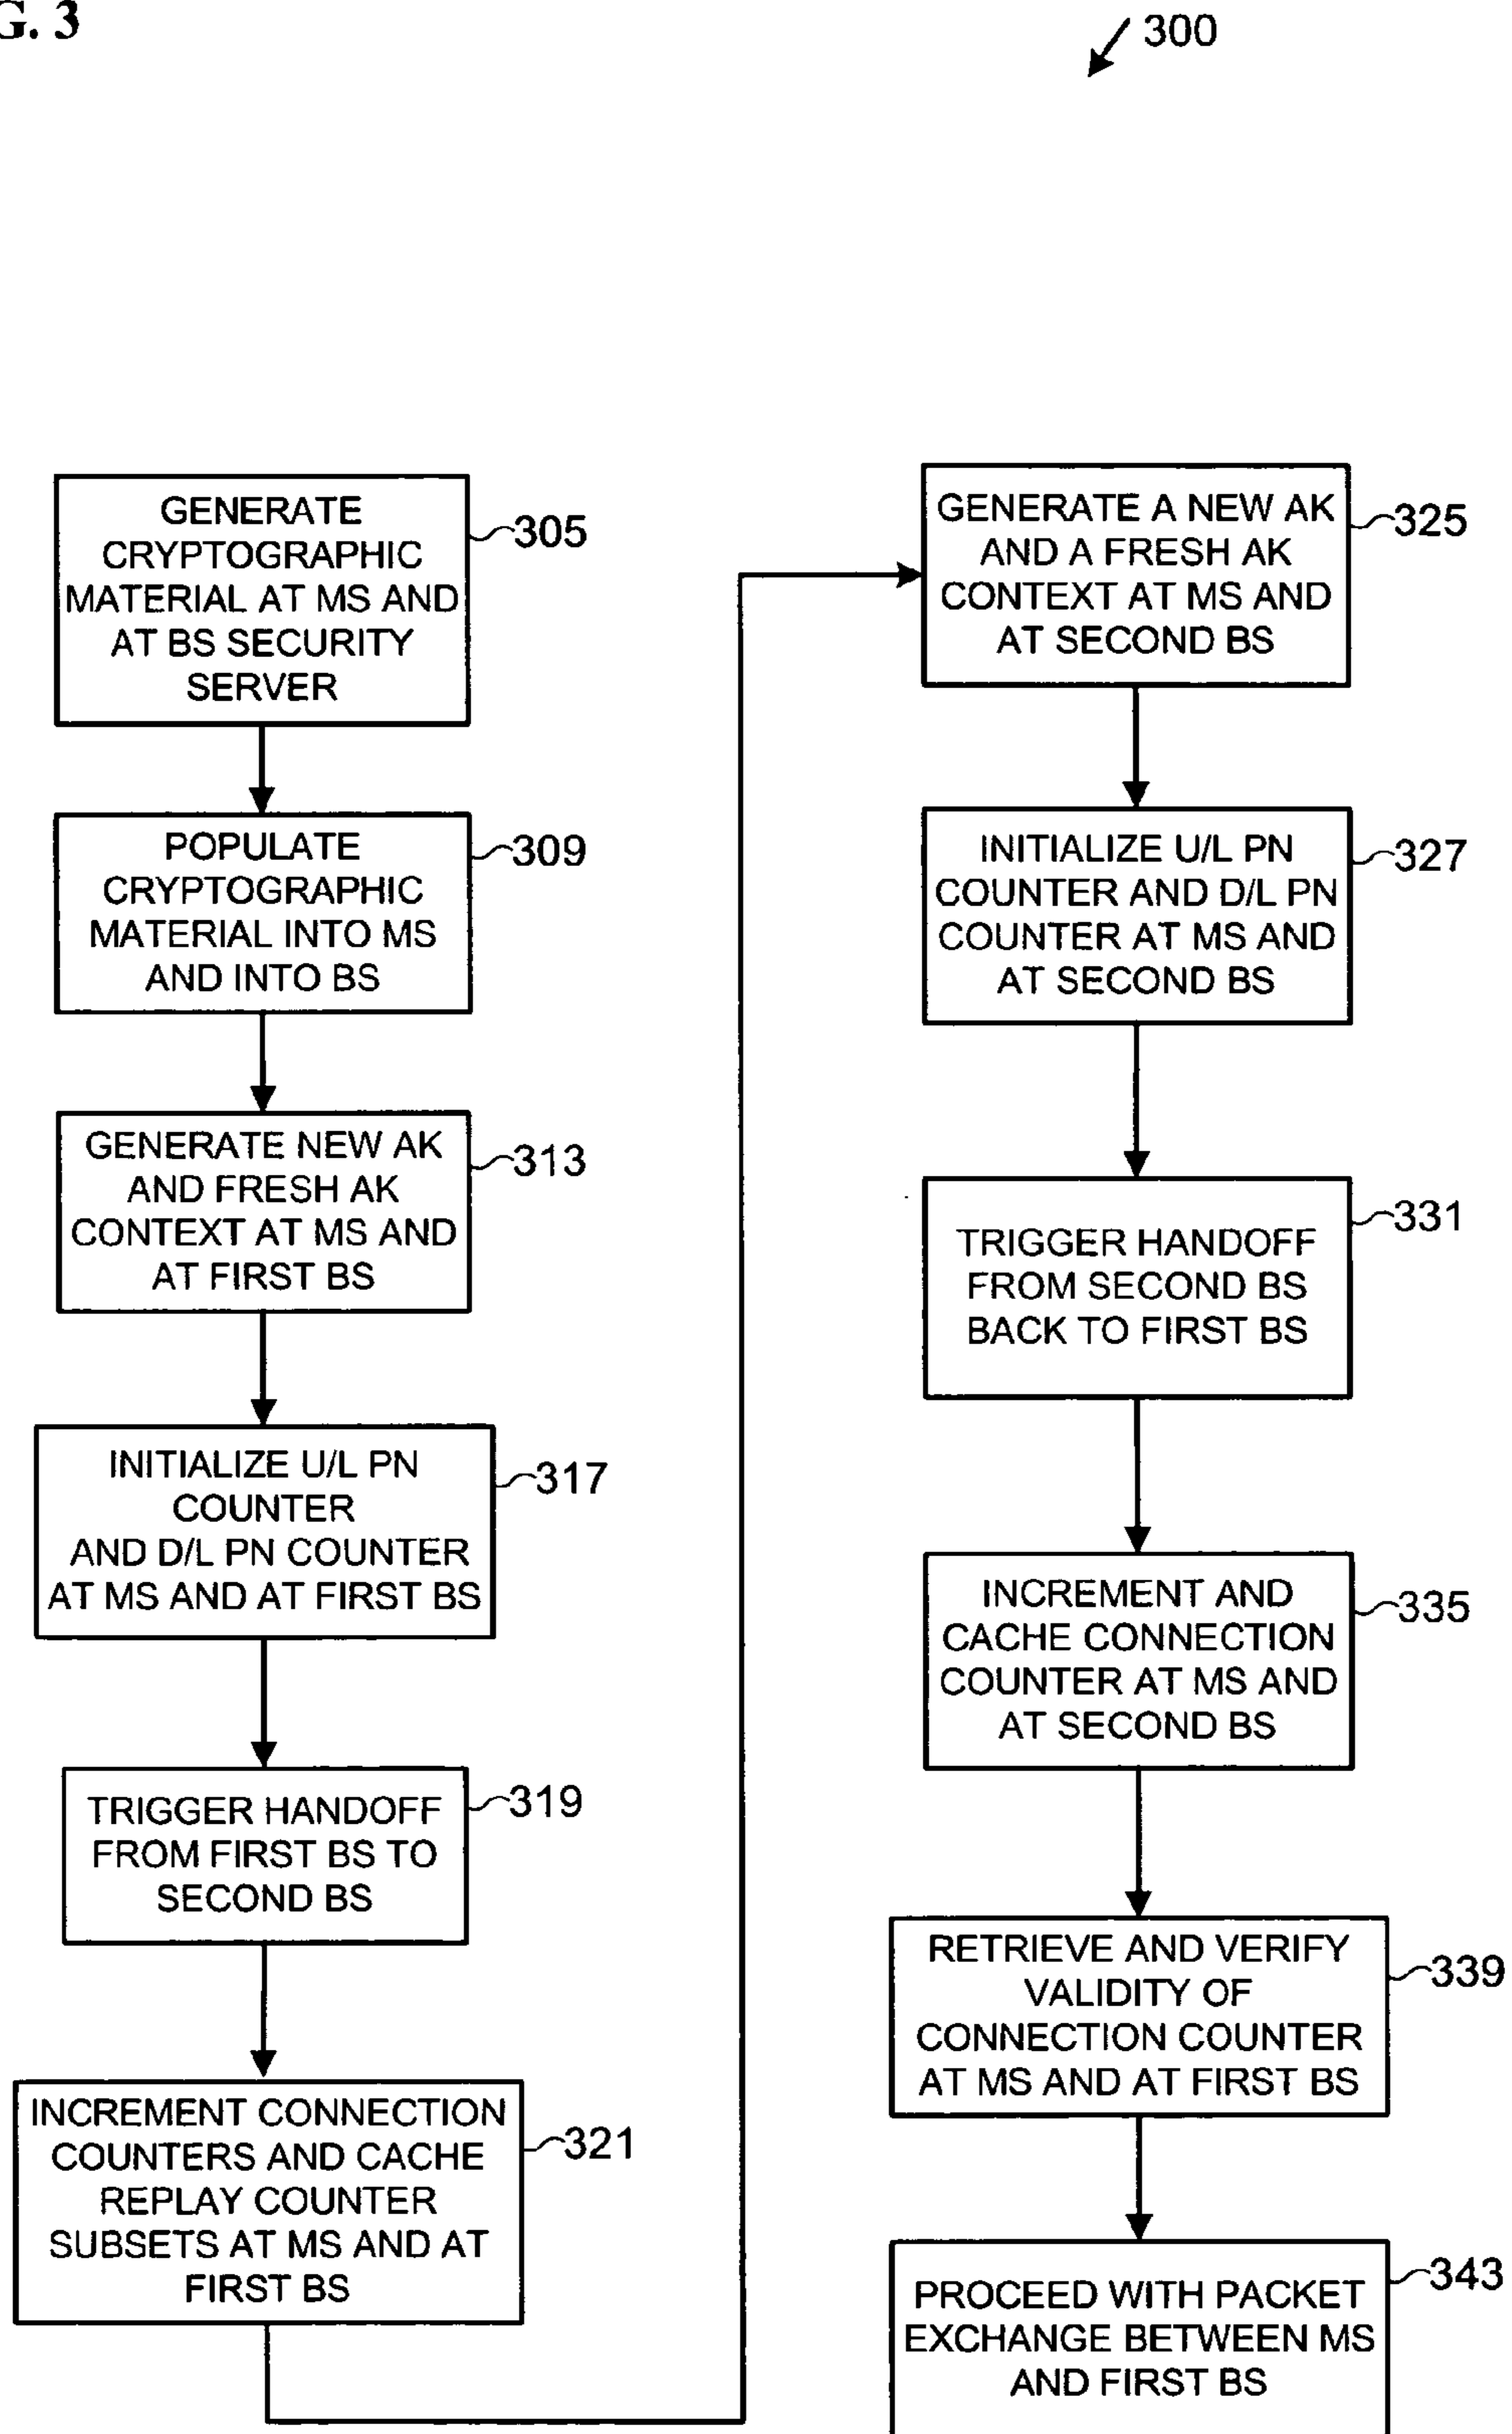 G. 3
300
GENERATE
CRYPTOGRAPHIC
MATERIAL AT MS AND
AT BS SECURITY
SERVER
305
POPULATE
CRYPTOGRAPHIC
MATERIAL INTO MS
AND INTO BS
309
GENERATE NEW AK
AND FRESH AK
CONTEXT AT MS AND
AT FIRST BS
313
INITIALIZE U/L PN
COUNTER
AND D/L PN COUNTER
AT MS AND AT FIRST BS
317
TRIGGER HANDOFF
FROM FIRST BS TO
SECOND BS
319
INCREMENT CONNECTION
COUNTERS AND CACHE
REPLAY COUNTER
SUBSETS AT MS AND AT
FIRST BS
321
GENERATE A NEW AK
AND A FRESH AK
CONTEXT AT MS AND
AT SECOND BS
325
INITIALIZE U/L PN
COUNTER AND D/L PN
COUNTER AT MS AND
AT SECOND BS
327
TRIGGER HANDOFF
FROM SECOND BS
BACK TO FIRST BS
331
INCREMENT AND
CACHE CONNECTION
COUNTER AT MS AND
AT SECOND BS
335
RETRIEVE AND VERIFY
VALIDITY OF
CONNECTION COUNTER
AT MS AND AT FIRST BS
339
PROCEED WITH PACKET
EXCHANGE BETWEEN MS
AND FIRST BS
343